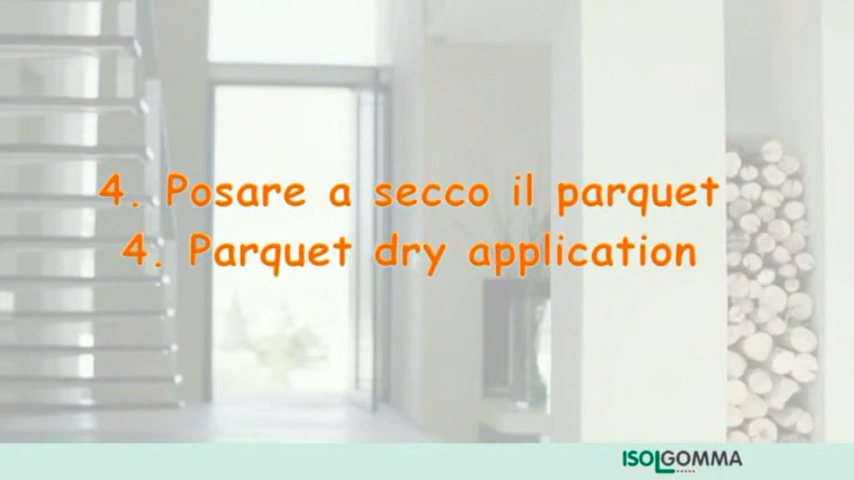 4. Posare a secco il parquet
4. Parquet dry application
ISOLGOMMA